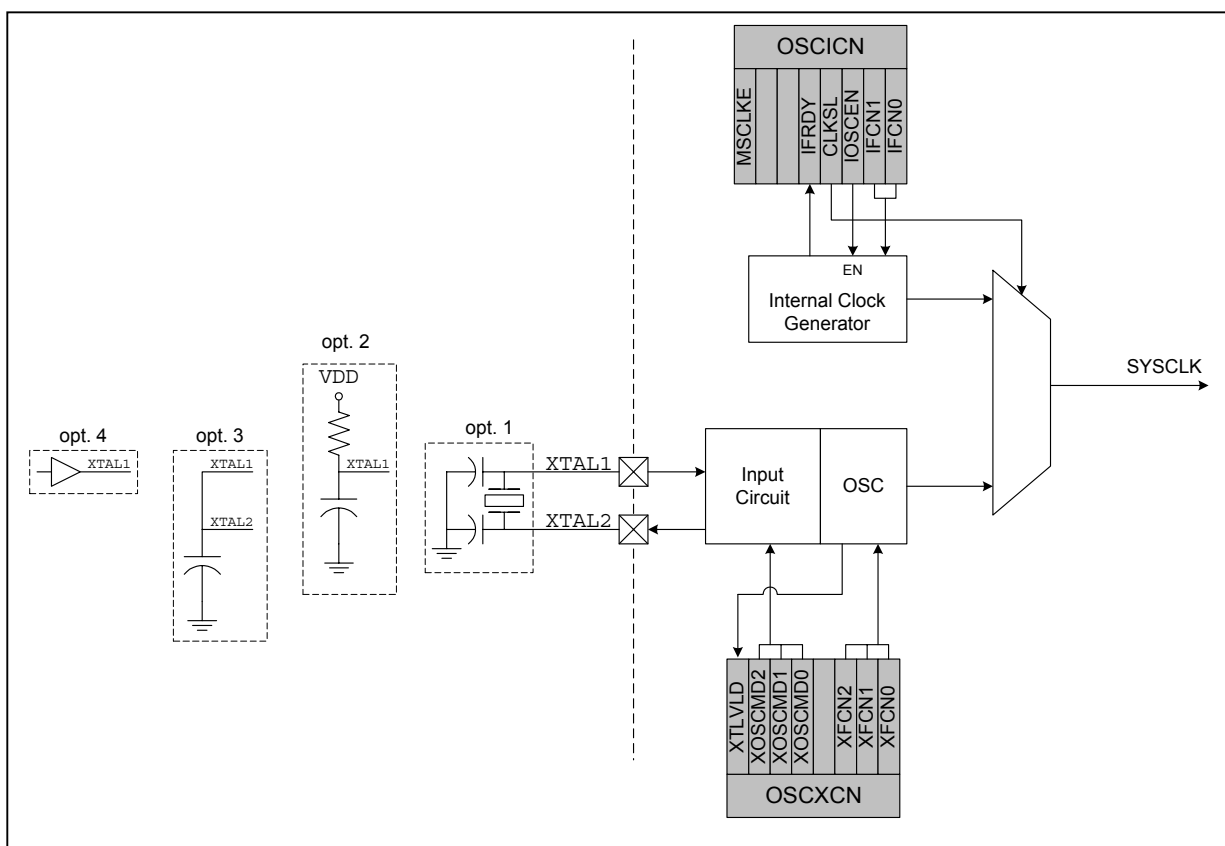 OSCICN
MSCLKE
IFRDY
CLKSL
IOSCEN
IFCN1
IFCN0
EN
Internal Clock
Generator
SYSCLK
opt. 4
XTAL1
opt. 3
XTAL1
XTAL2
opt. 2
VDD
XTAL1
opt. 1
XTAL1
XTAL2
Input
Circuit
OSC
XTLVLD
XOSCMD2
XOSCMD1
XOSCMD0
XFCN2
XFCN1
XFCN0
OSCXCN